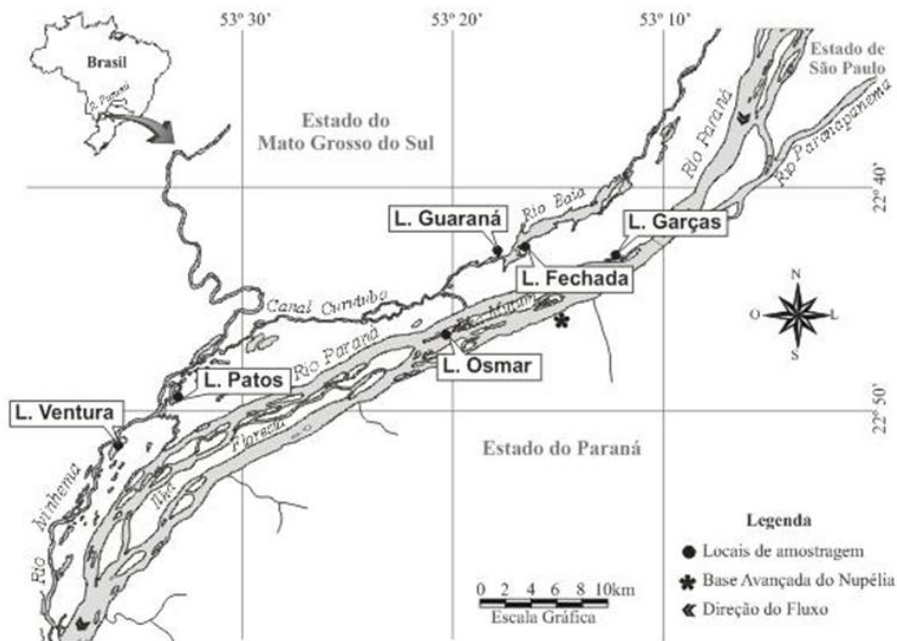 53° 30'
53° 20'
53° 10'
Brasil
R. Paraná
Estado de
São Paulo
Estado do
Mato Grosso do Sul
Rio Paraná
Rio Paranapanema
22° 40'
Rio Baía
L. Guaraná
L. Garças
L. Fechada
Canal Curutuba
N
O
L
S
Rio Paraná
L. Osmar
L. Patos
L. Ventura
22° 50'
Estado do Paraná
Ilha
Floresta
Rio
Ivinhema
Legenda
Locais de amostragem
Base Avançada do Nupélia
Direção do Fluxo
0 2 4 6 8 10km
Escala Gráfica